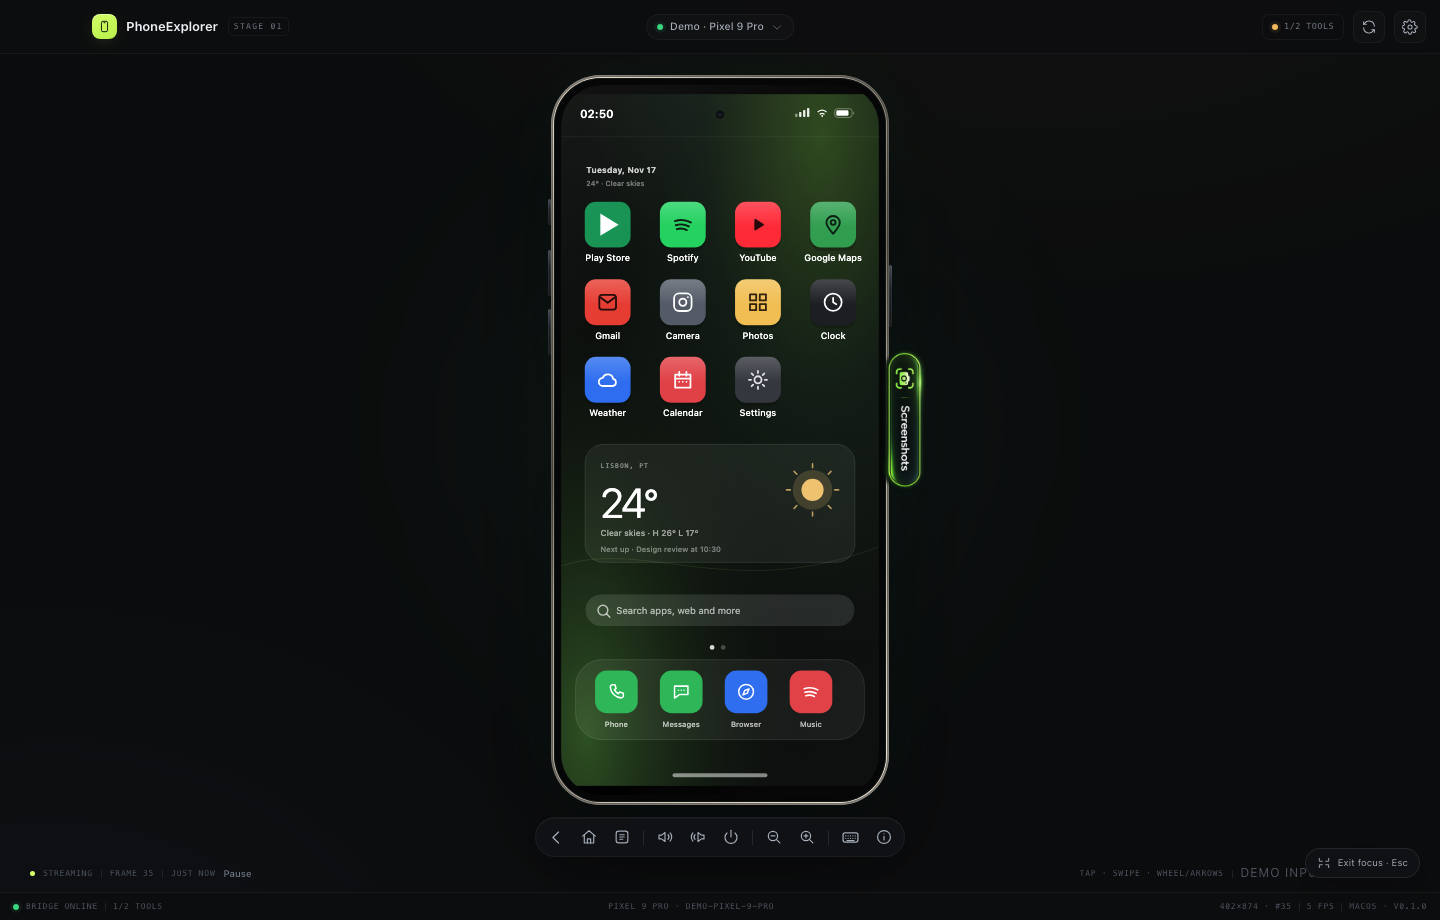 PhoneExplorer
STAGE 01
Demo · Pixel 9 Pro
1/2 TOOLS
02:50
Tuesday, Nov 17
24° · Clear skies
Play Store
Spotify
YouTube
Google Maps
Gmail
Camera
Photos
Clock
Weather
Calendar
Settings
Screenshots
LISBON, PT
24°
Clear skies · H 26° L 17°
Next up · Design review at 10:30
Search apps, web and more
Phone
Messages
Browser
Music
STREAMING | FRAME 35 | JUST NOW Pause
TAP · SWIPE · WHEEL/ARROWS | DEMO
Exit focus · Esc
BRIDGE ONLINE | 1/2 TOOLS
PIXEL 9 PRO · DEMO-PIXEL-9-PRO
402×874 · #35 | 5 FPS | MACOS · V0.1.0